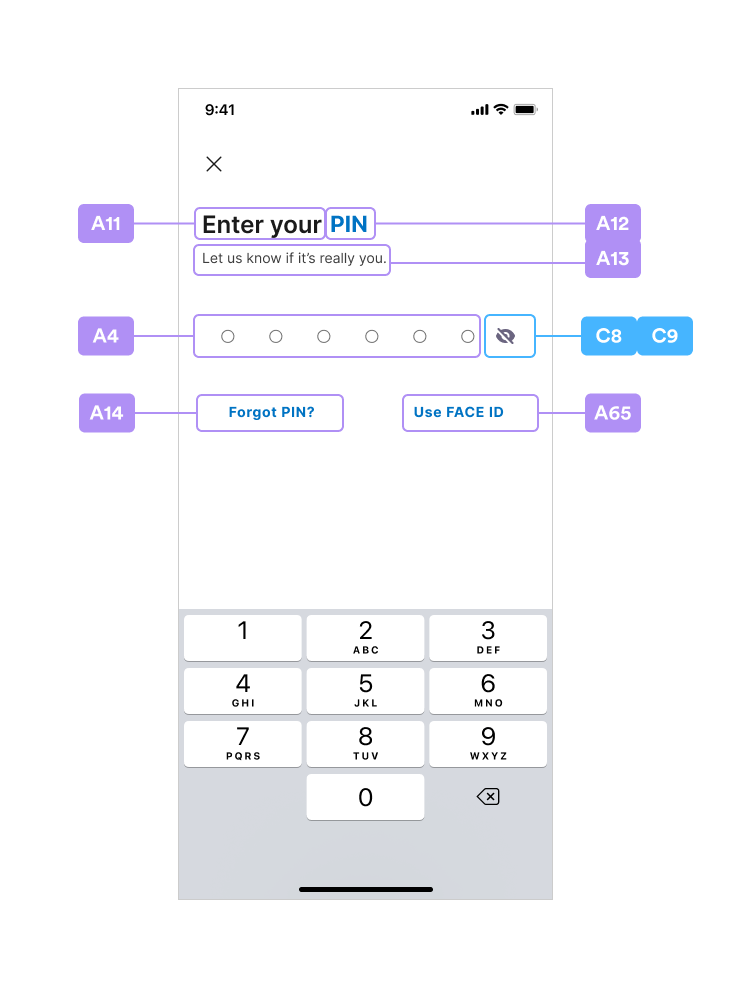 9:41
A11 Enter your PIN A12
Let us know if it's really you. A13
A4 C8 C9
A14 Forgot PIN? Use FACE ID A65
1 2 3
ABC DEF
4 5 6
GHI JKL MNO
7 8 9
PQRS TUV WXYZ
0